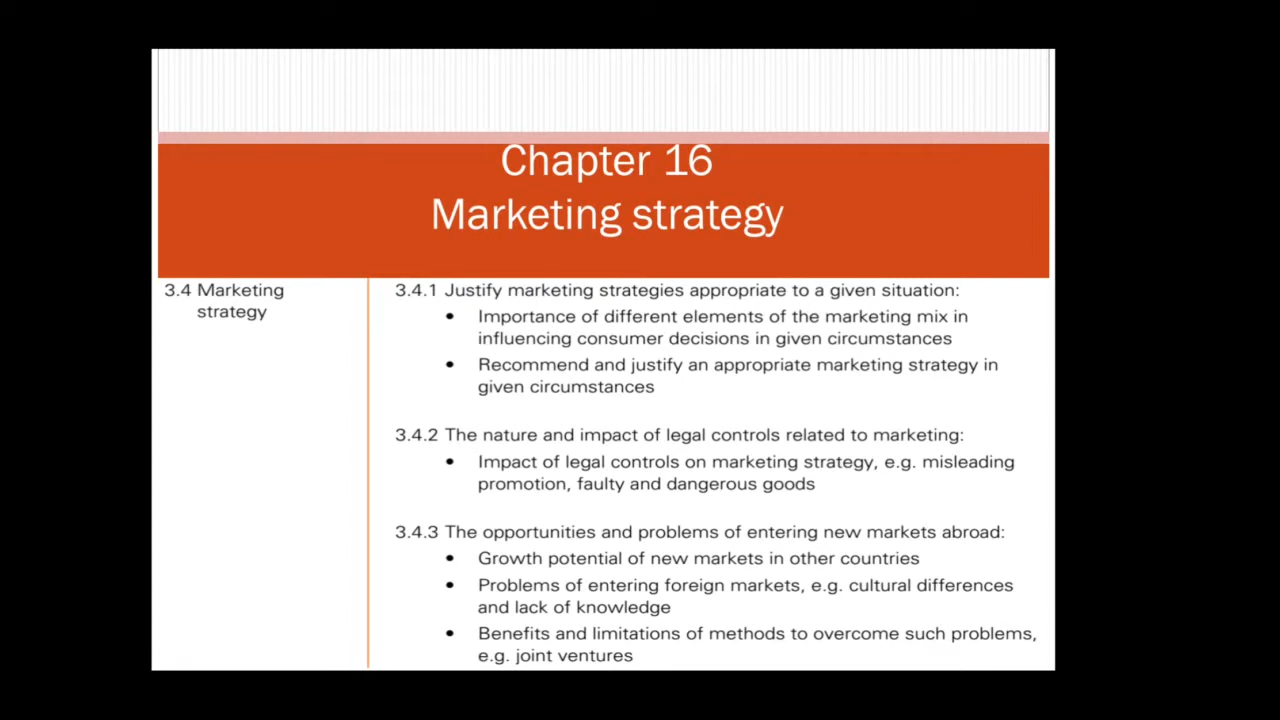 Chapter 16
Marketing strategy
3.4 Marketing
strategy
3.4.1 Justify marketing strategies appropriate to a given situation:
• Importance of different elements of the marketing mix in
influencing consumer decisions in given circumstances
• Recommend and justify an appropriate marketing strategy in
given circumstances
3.4.2 The nature and impact of legal controls related to marketing:
• Impact of legal controls on marketing strategy, e.g. misleading
promotion, faulty and dangerous goods
3.4.3 The opportunities and problems of entering new markets abroad:
• Growth potential of new markets in other countries
• Problems of entering foreign markets, e.g. cultural differences
and lack of knowledge
• Benefits and limitations of methods to overcome such problems,
e.g. joint ventures